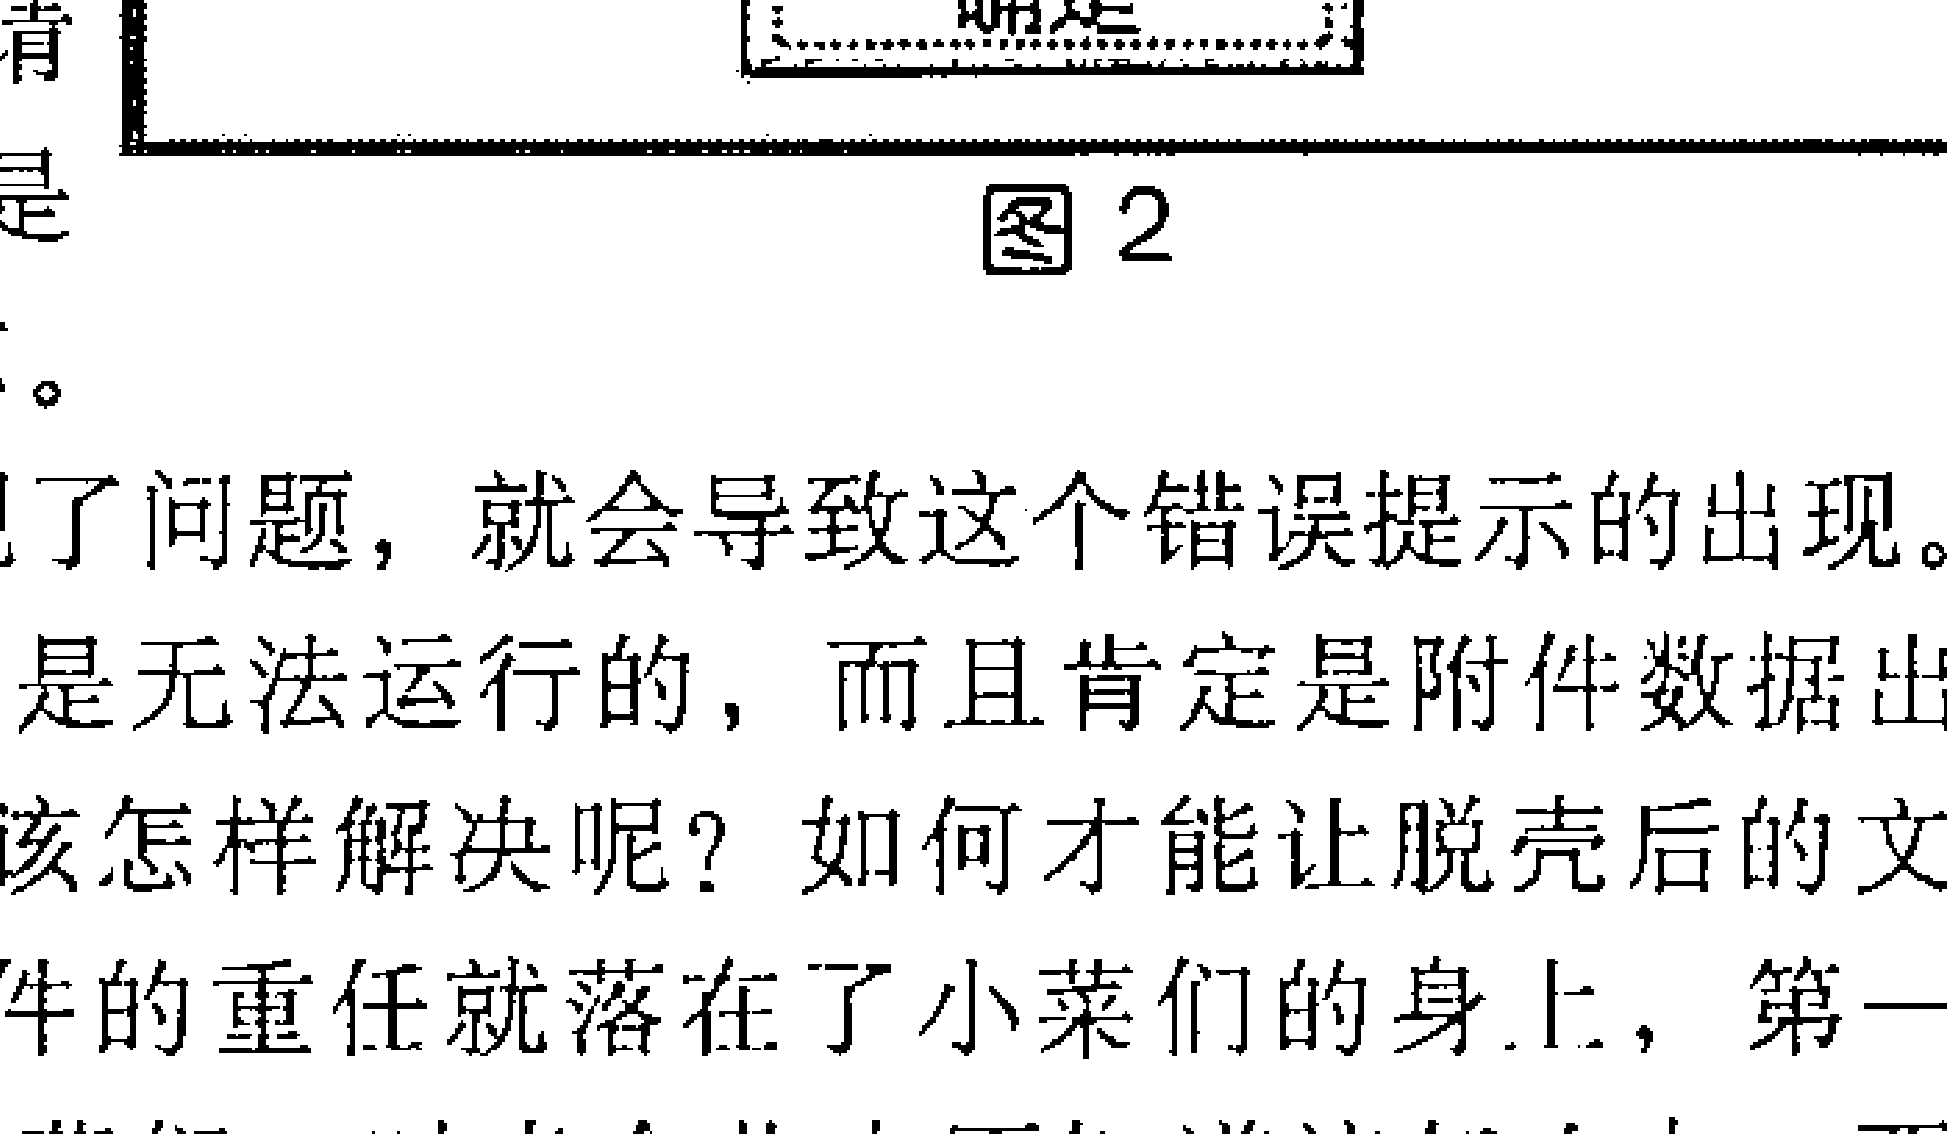 确定
是
图 2
。
了问题，就会导致这个错误提示的出现。
是无法运行的，而且肯定是附件数据出
该怎样解决呢？如何才能让脱壳后的文
件的重任就落在了小菜们的身上，第一